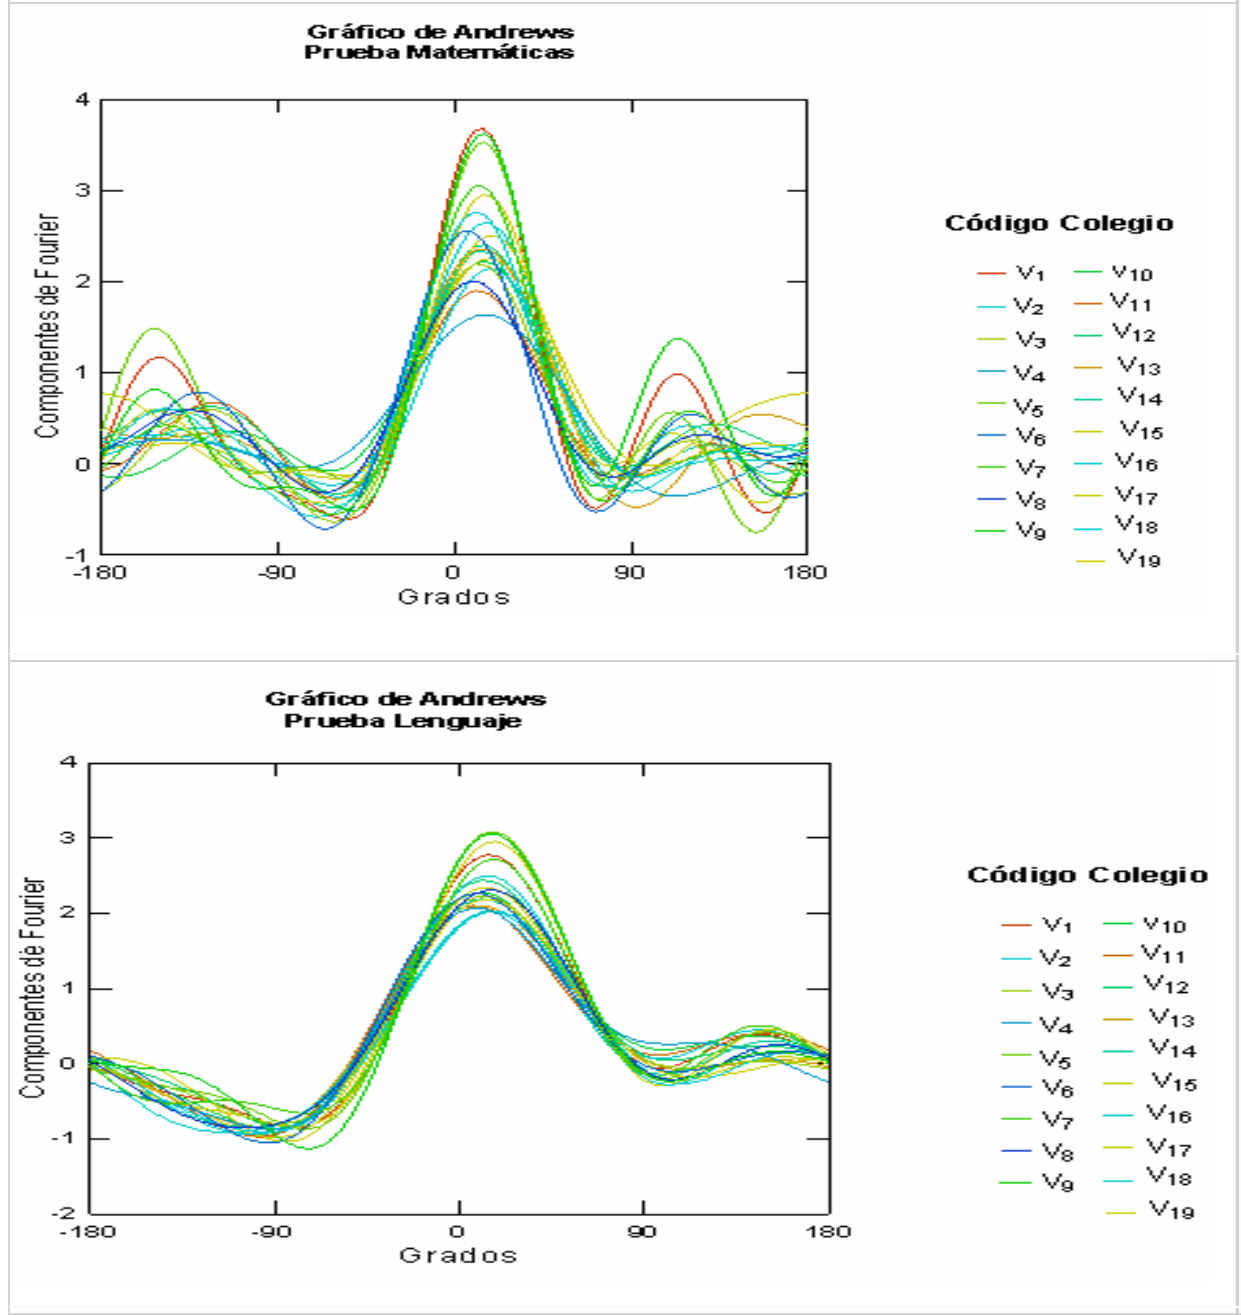 Gráfico de Andrews
Prueba Matemáticas
4
3
2
1
0
-1
Componentes de Fourier
-180
-90
0
90
180
Grados
Código Colegio
V1
V10
V2
V11
V3
V12
V4
V13
V5
V14
V6
V15
V7
V16
V8
V17
V9
V18
V19
Gráfico de Andrews
Prueba Lenguaje
4
3
2
1
0
-1
-2
Componentes de Fourier
-180
-90
0
90
180
Grados
Código Colegio
V1
V10
V2
V11
V3
V12
V4
V13
V5
V14
V6
V15
V7
V16
V8
V17
V9
V18
V19